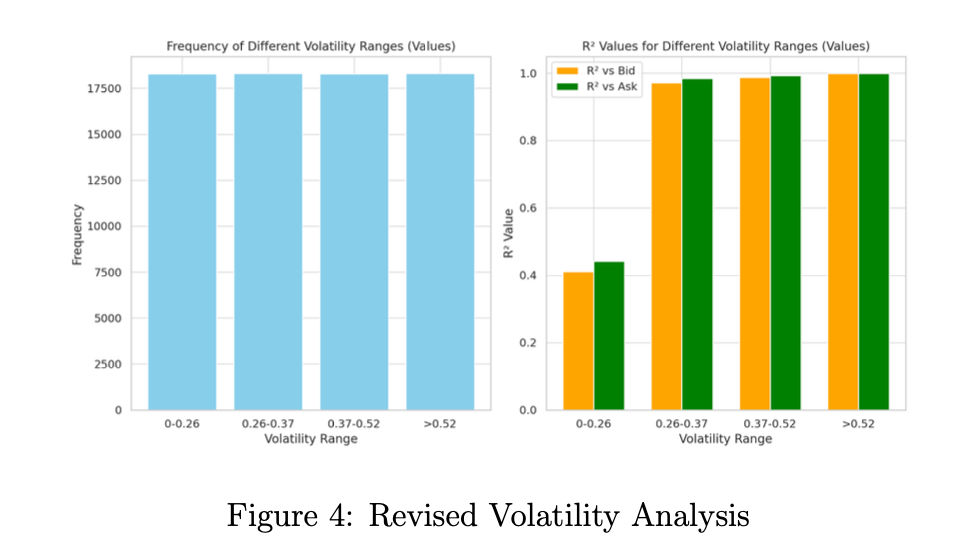 Frequency of Different Volatility Ranges (Values)
17500
15000
12500
10000
7500
5000
2500
0
Frequency
0-0.26 0.26-0.37 0.37-0.52 >0.52
Volatility Range
R² Values for Different Volatility Ranges (Values)
R² vs Bid
R² vs Ask
1.0
0.8
0.6
0.4
0.2
0.0
R² Value
0-0.26 0.26-0.37 0.37-0.52 >0.52
Volatility Range
Figure 4: Revised Volatility Analysis